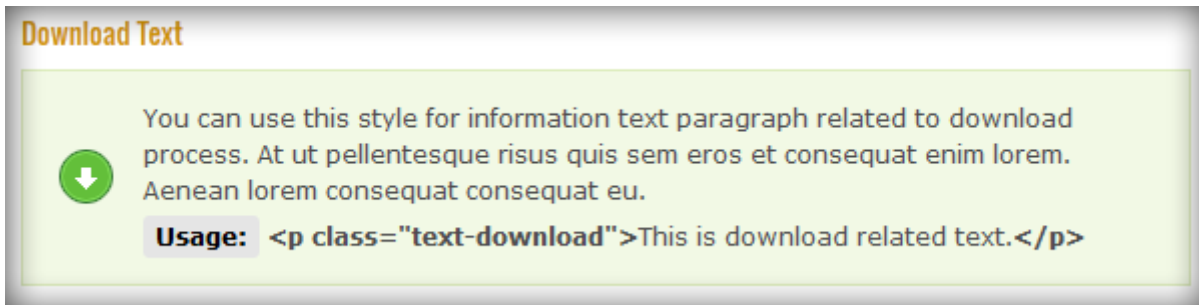 Download Text
You can use this style for information text paragraph related to download
process. At ut pellentesque risus quis sem eros et consequat enim lorem.
Aenean lorem consequat consequat eu.
Usage: <p class="text-download">This is download related text.</p>